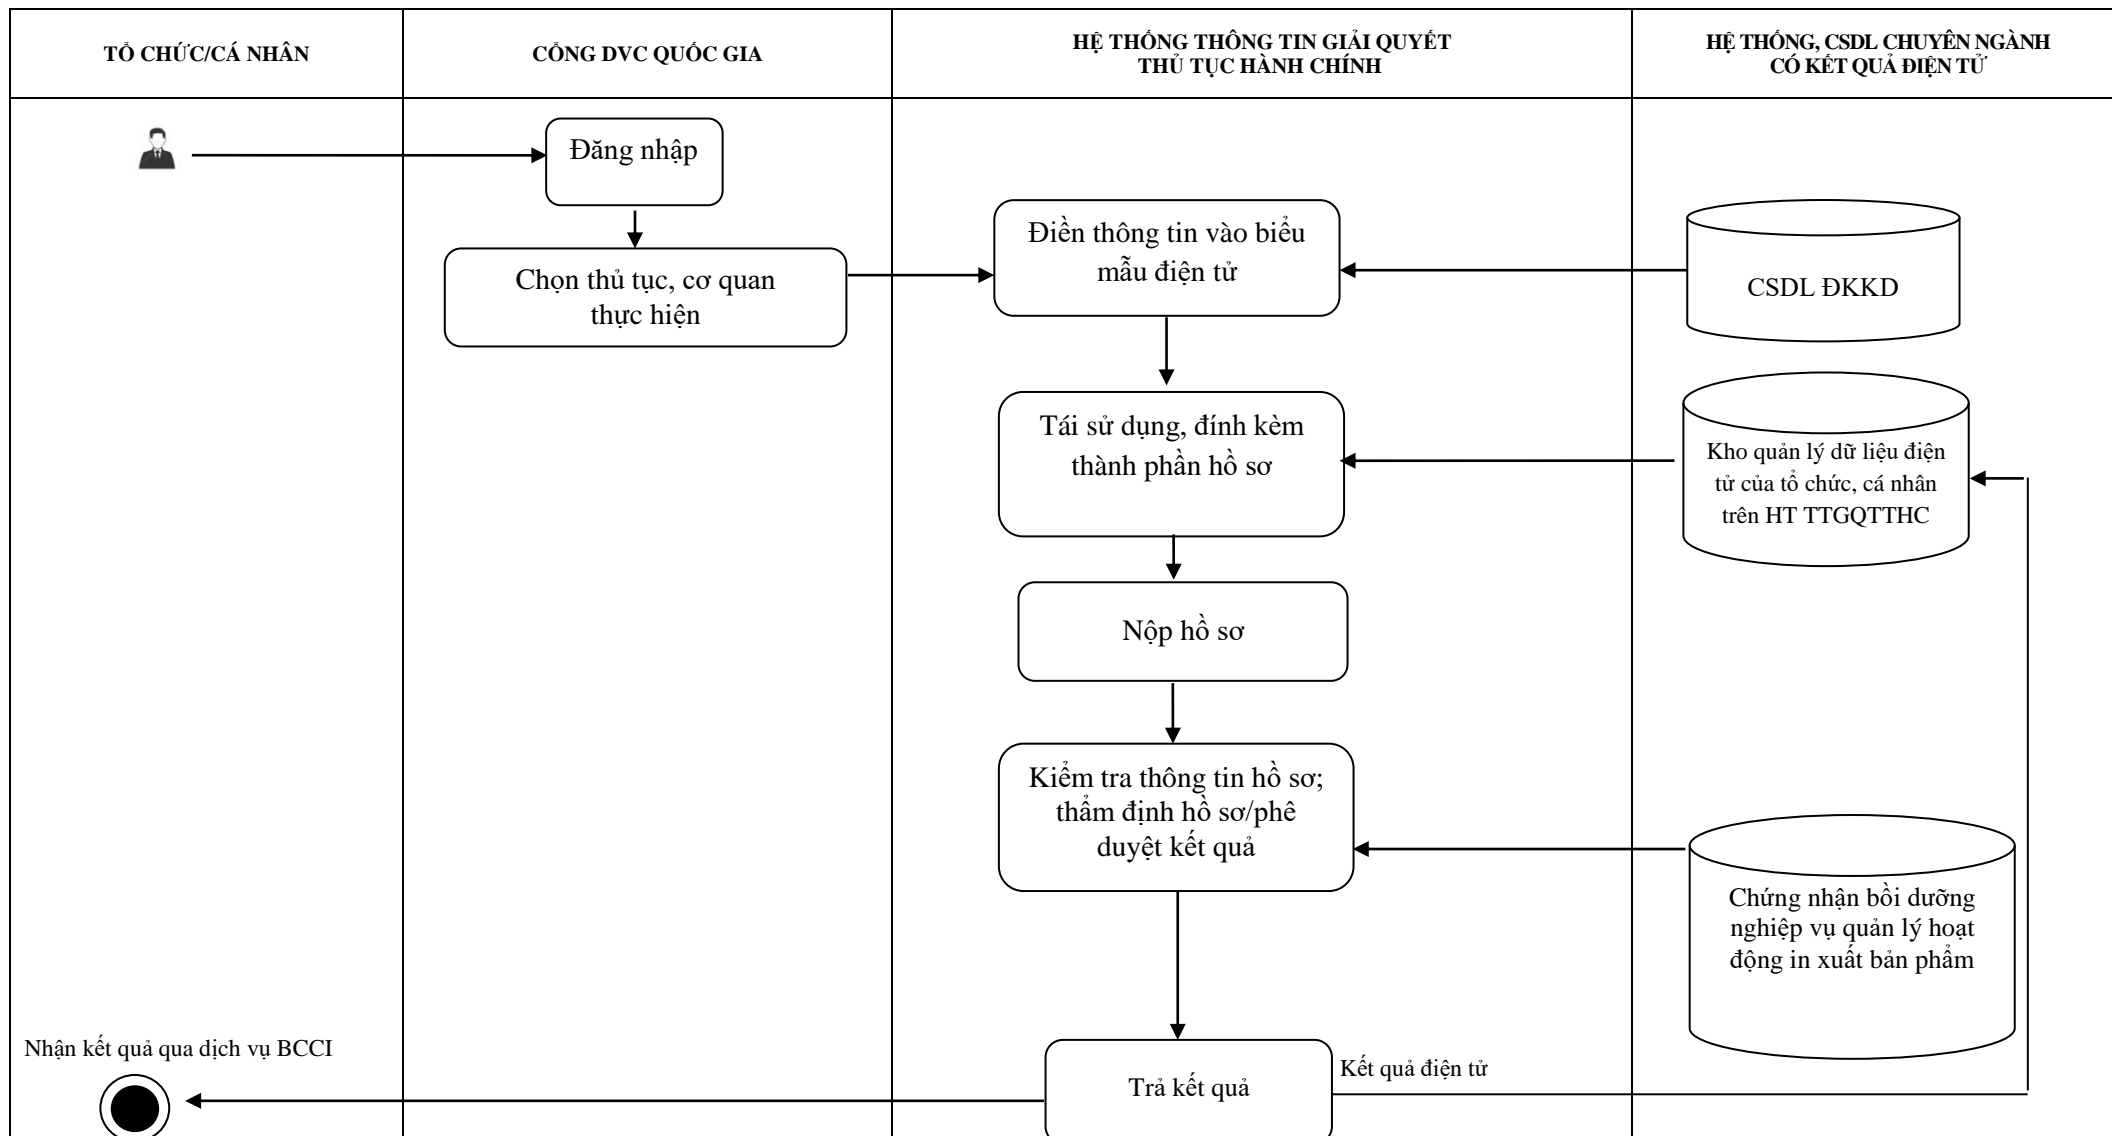 TỔ CHỨC/CÁ NHÂN
CỔNG DVC QUỐC GIA
HỆ THỐNG THÔNG TIN GIẢI QUYẾT
THỦ TỤC HÀNH CHÍNH
HỆ THỐNG, CSDL CHUYÊN NGÀNH
CÓ KẾT QUẢ ĐIỆN TỬ
Đăng nhập
Chọn thủ tục, cơ quan
thực hiện
Điền thông tin vào biểu
mẫu điện tử
CSDL ĐKKD
Tái sử dụng, đính kèm
thành phần hồ sơ
Kho quản lý dữ liệu điện
tử của tổ chức, cá nhân
trên HT TTGQTTHC
Nộp hồ sơ
Kiểm tra thông tin hồ sơ;
thẩm định hồ sơ/phê
duyệt kết quả
Chứng nhận bồi dưỡng
nghiệp vụ quản lý hoạt
động in xuất bản phẩm
Nhận kết quả qua dịch vụ BCCI
Trả kết quả
Kết quả điện tử